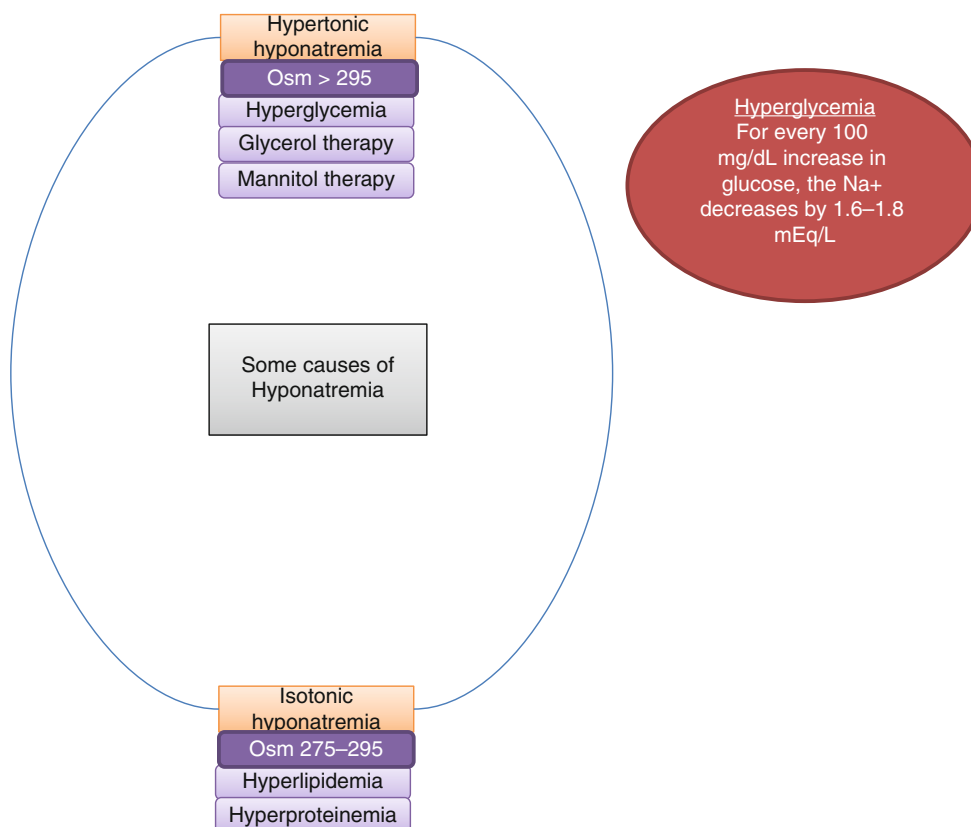 Hypertonic
hyponatremia
Osm > 295
Hyperglycemia
Glycerol therapy
Mannitol therapy
Hyperglycemia
For every 100
mg/dL increase in
glucose, the Na+
decreases by 1.6–1.8
mEq/L
Some causes of
Hyponatremia
Isotonic
hyponatremia
Osm 275–295
Hyperlipidemia
Hyperproteinemia